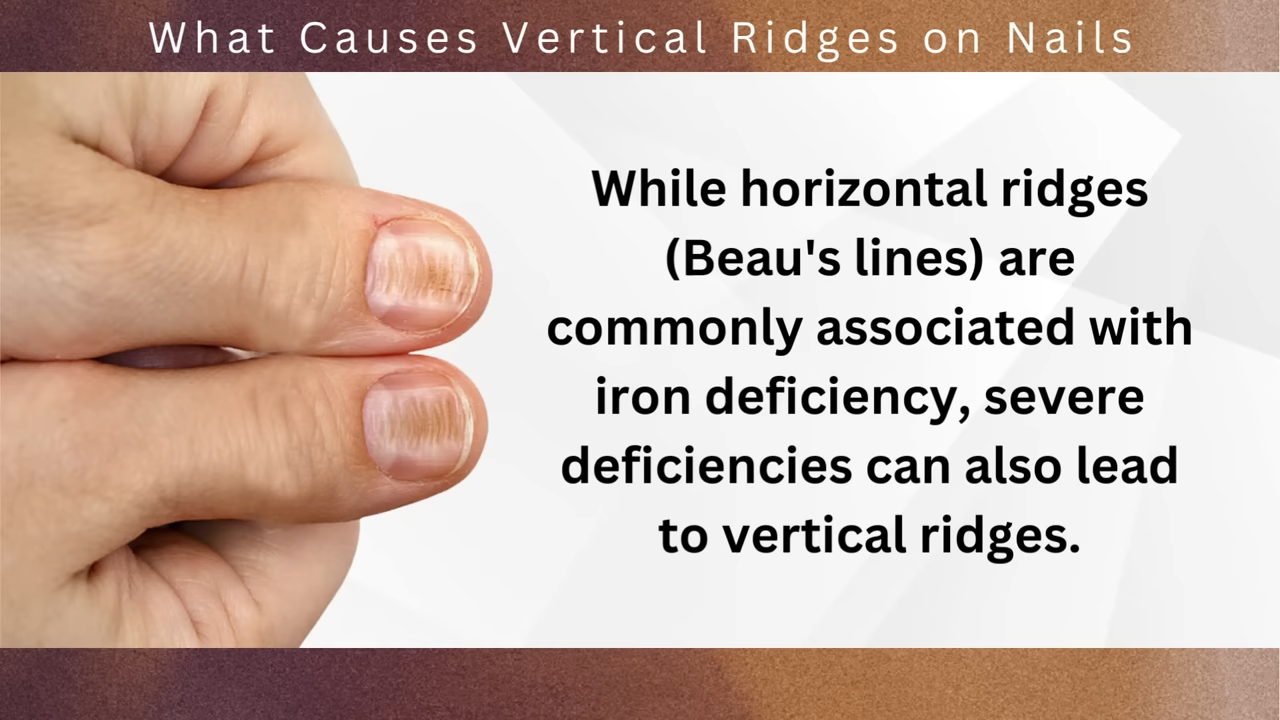 What Causes Vertical Ridges on Nails
While horizontal ridges
(Beau's lines) are
commonly associated with
iron deficiency, severe
deficiencies can also lead
to vertical ridges.